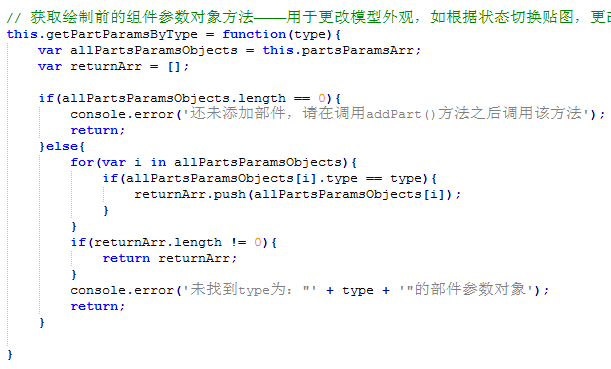 // 获取绘制前的组件参数对象方法————用于更改模型外观，如根据状态切换贴图，更改
this.getPartParamsByType = function(type){
    var allPartsParamsObjects = this.partsParamsArr;
    var returnArr = [];
    if(allPartsParamsObjects.length == 0){
        console.error('还未添加部件，请在调用addPart()方法之后调用该方法');
        return;
    }else{
        for(var i in allPartsParamsObjects){
            if(allPartsParamsObjects[i].type == type){
                returnArr.push(allPartsParamsObjects[i]);
            }
        }
        if(returnArr.length != 0){
            return returnArr;
        }
        console.error('未找到type为："' + type + '"的部件参数对象');
        return;
    }
}